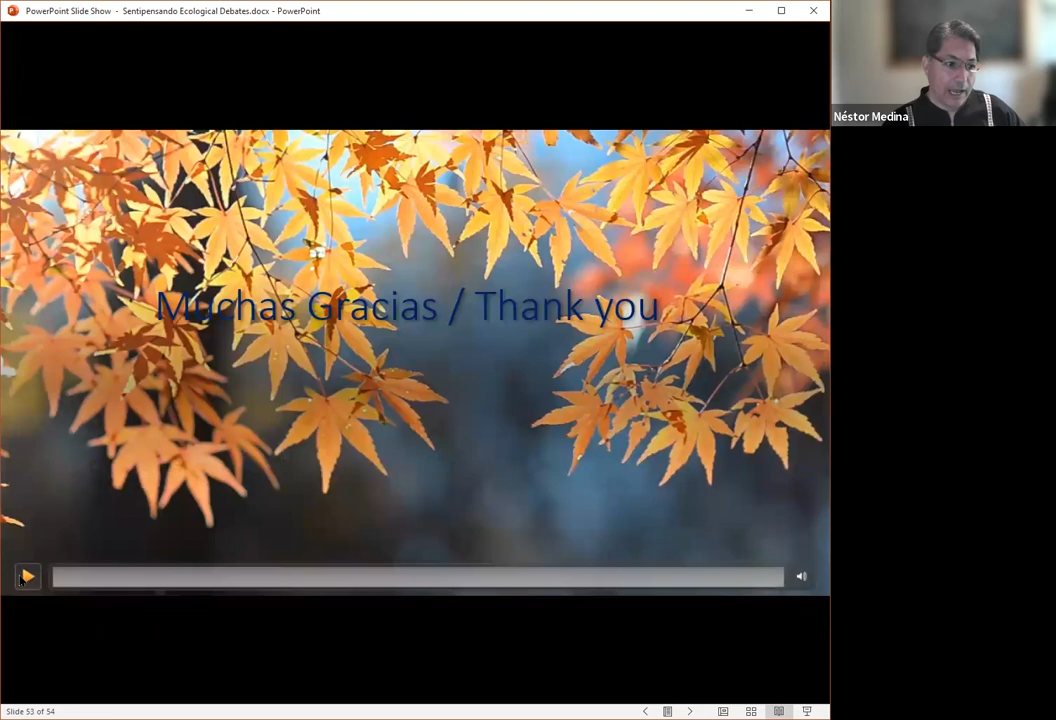 PowerPoint Slide Show - Sentipensando Ecological Debates.docx - PowerPoint
Néstor Medina
Muchas Gracias / Thank you
Slide 53 of 54